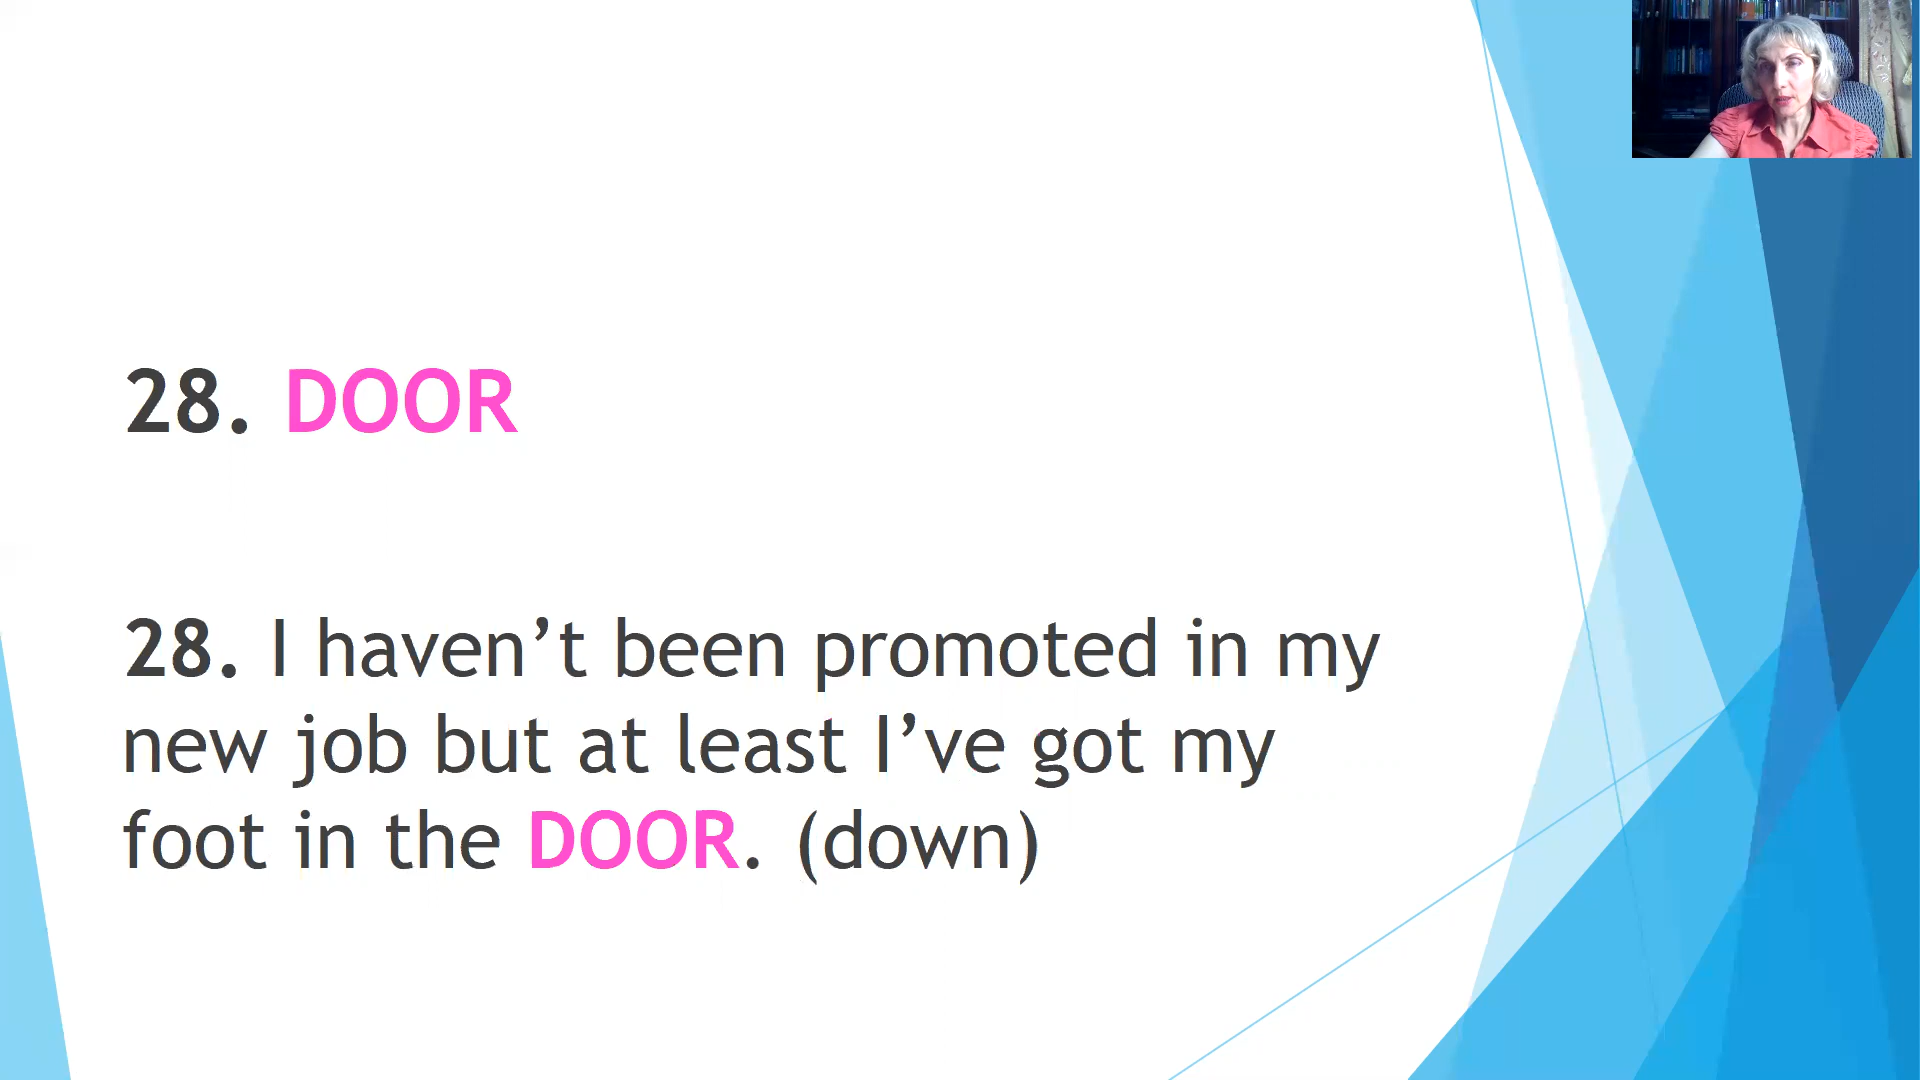 28. DOOR
28. I haven’t been promoted in my
new job but at least I’ve got my
foot in the DOOR. (down)